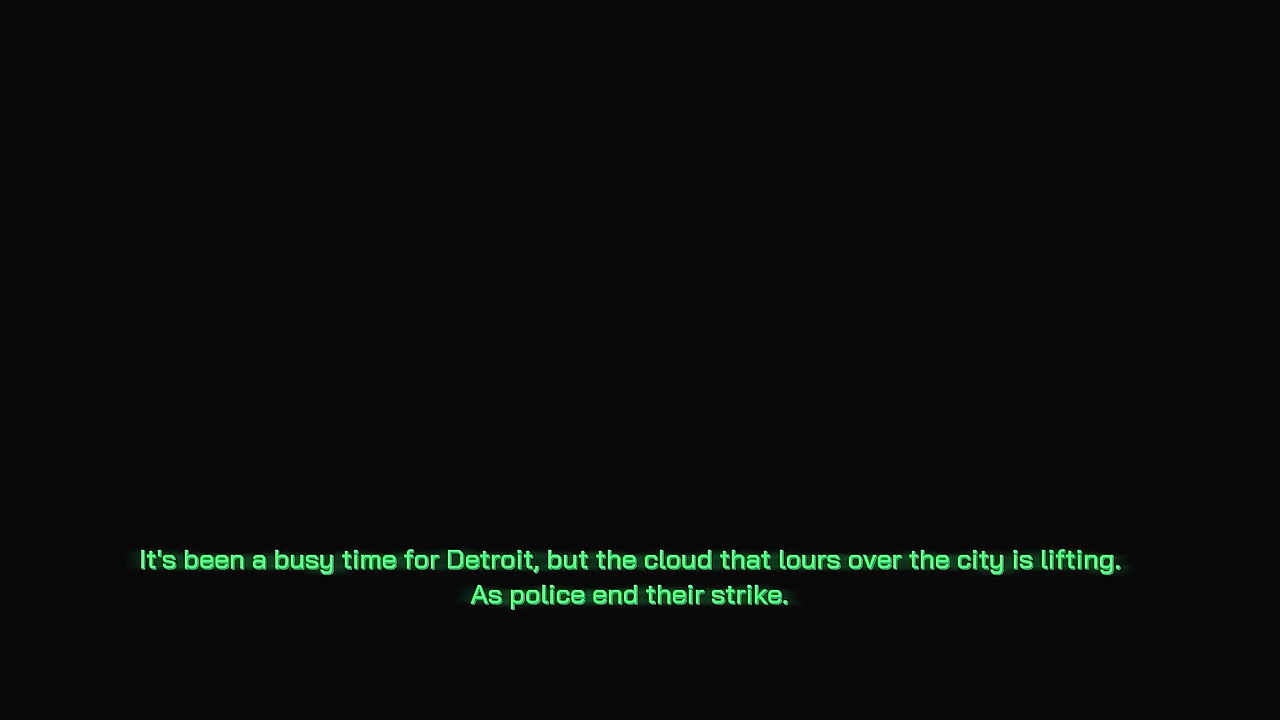 It's been a busy time for Detroit, but the cloud that lours over the city is lifting.
As police end their strike.